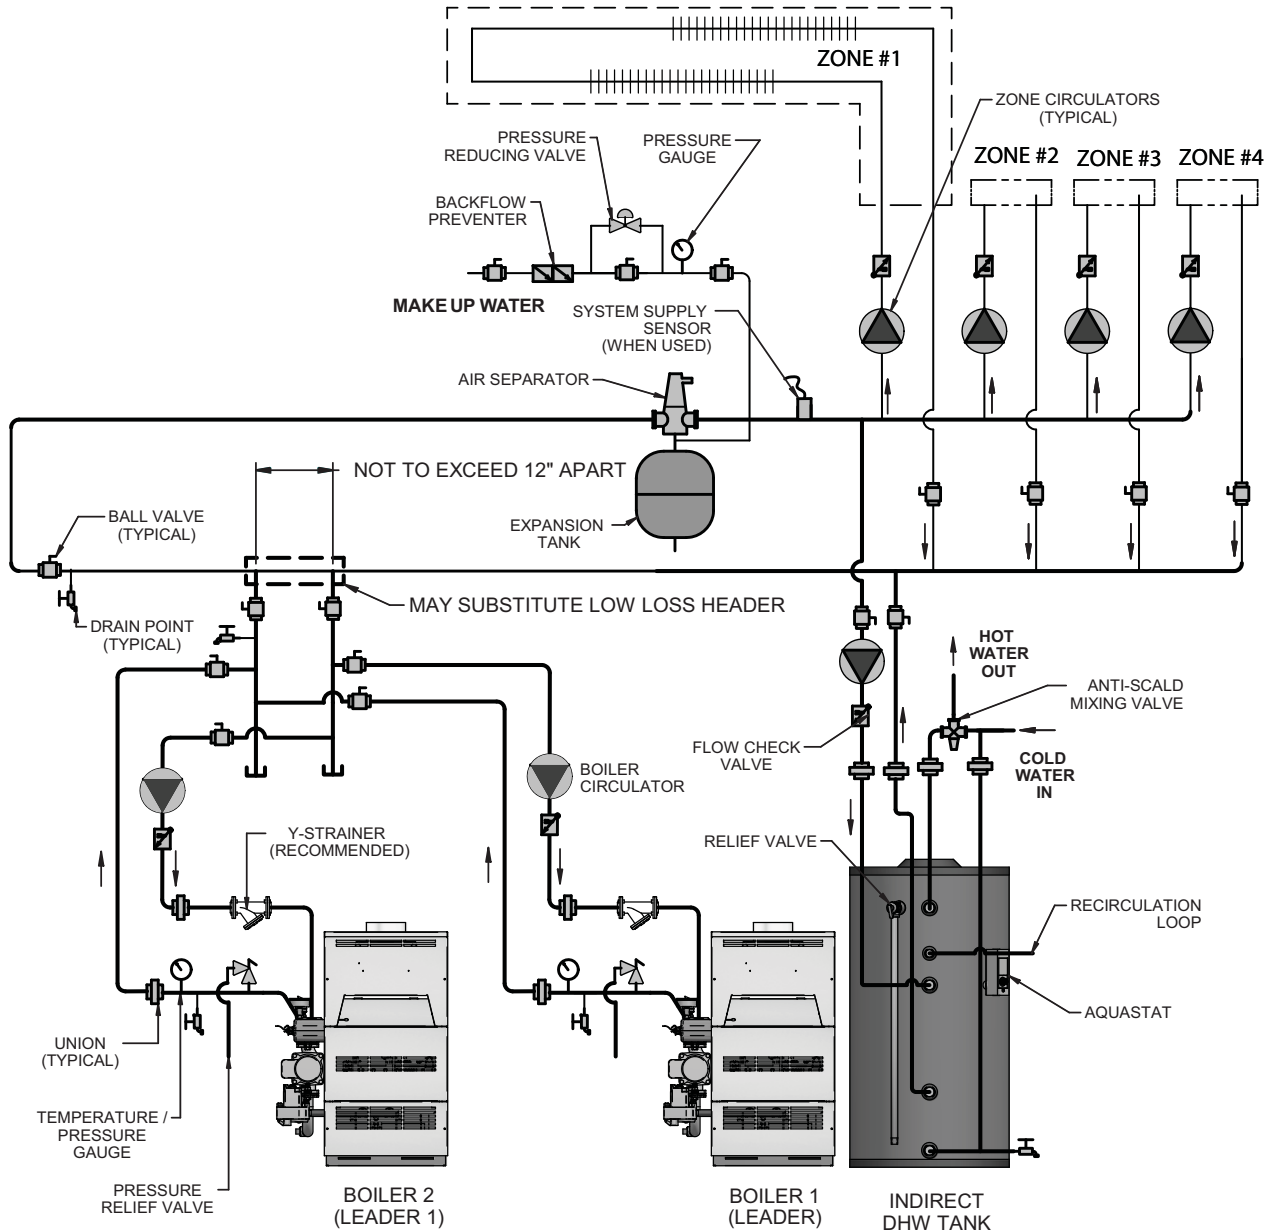 ZONE #1
ZONE CIRCULATORS
(TYPICAL)
PRESSURE
REDUCING VALVE
PRESSURE
GAUGE
ZONE #2
ZONE #3
ZONE #4
BACKFLOW
PREVENTER
MAKE UP WATER
SYSTEM SUPPLY
SENSOR
(WHEN USED)
AIR SEPARATOR
NOT TO EXCEED 12" APART
BALL VALVE
(TYPICAL)
EXPANSION
TANK
MAY SUBSTITUTE LOW LOSS HEADER
DRAIN POINT
(TYPICAL)
HOT
WATER
OUT
ANTI-SCALD
MIXING VALVE
FLOW CHECK
VALVE
COLD
WATER
IN
BOILER
CIRCULATOR
Y-STRAINER
(RECOMMENDED)
RELIEF VALVE
RECIRCULATION
LOOP
AQUASTAT
UNION
(TYPICAL)
TEMPERATURE /
PRESSURE
GAUGE
PRESSURE
RELIEF VALVE
BOILER 2
(LEADER 1)
BOILER 1
(LEADER)
INDIRECT
DHW TANK